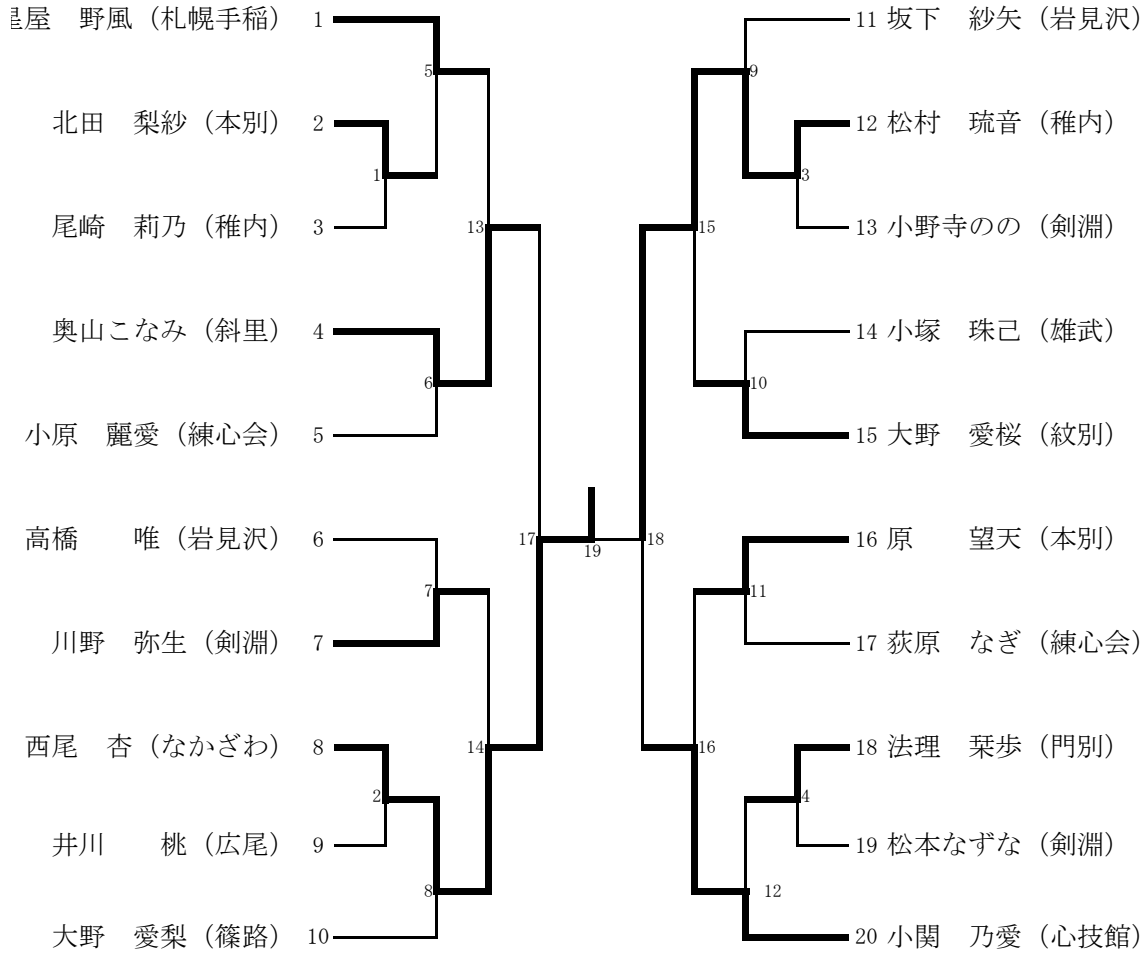 野風（札幌手稲） 1
北田　梨紗（本別） 2
尾崎　莉乃（稚内） 3
奥山こなみ（斜里） 4
小原　麗愛（練心会） 5
高橋　　唯（岩見沢） 6
川野　弥生（剣淵） 7
西尾　杏（なかざわ） 8
井川　　桃（広尾） 9
大野　愛梨（篠路） 10
5
1
13
6
7
14
2
8
17
19
18
9
3
15
10
11
16
4
12
11 坂下　紗矢（岩見沢）
12 松村　琉音（稚内）
13 小野寺のの（剣淵）
14 小塚　珠己（雄武）
15 大野　愛桜（紋別）
16 原　　望天（本別）
17 荻原　なぎ（練心会）
18 法理　栞歩（門別）
19 松本なずな（剣淵）
20 小関　乃愛（心技館）